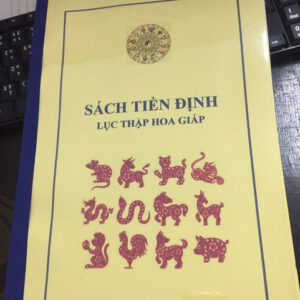 SÁCH TIỀN ĐỊNH
LỤC THẬP HOA GIÁP